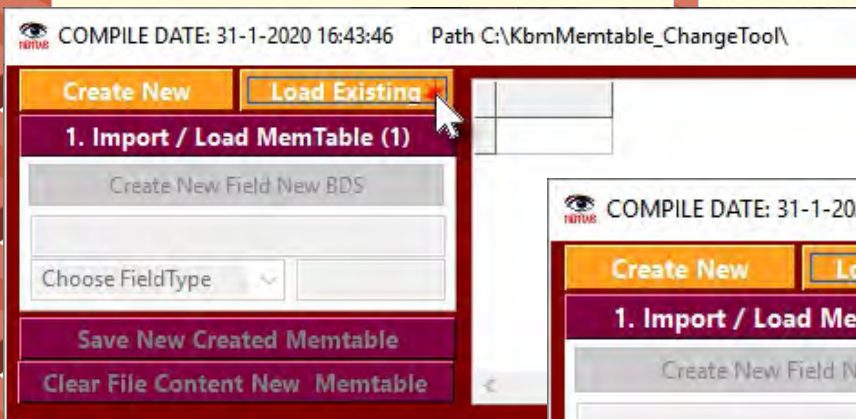 COMPILE DATE: 31-1-2020 16:43:46 Path C:\KbmMemtable_ChangeTool\
Create New Load Existing
1. Import / Load MemTable (1)
Create New Field New BDS
Choose FieldType
Save New Created Memtable
Clear File Content New Memtable
COMPILE DATE: 31-1-20
Create New Lo
1. Import / Load Me
Create New Field N